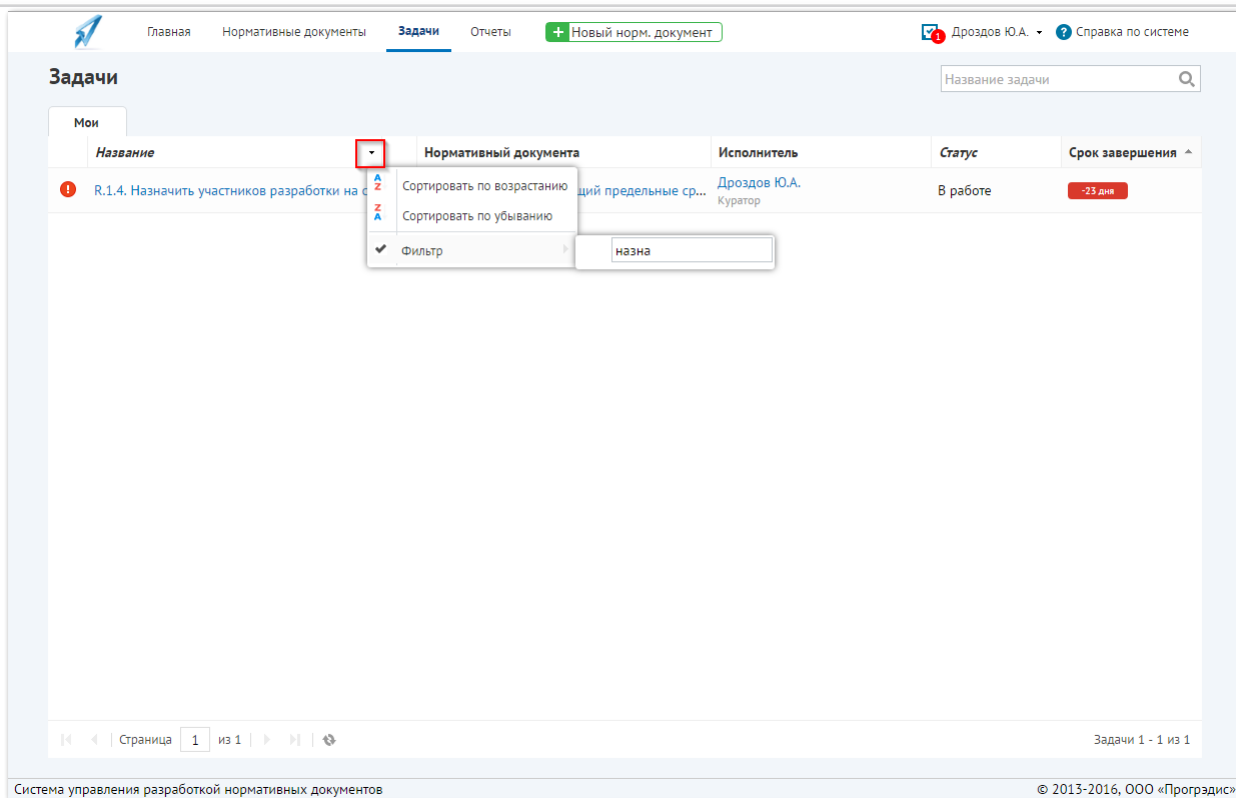 Главная Нормативные документы Задачи Отчеты + Новый норм. документ 1 Дроздов Ю.А. ? Справка по системе
Задачи Название задачи
Мои
Название Нормативный документа Исполнитель Статус Срок завершения
! R.1.4. Назначить участников разработки на щий предельные ср... Дроздов Ю.А. В работе -23 дня
Куратор
A Z Сортировать по возрастанию
Z A Сортировать по убыванию
Фильтр назна
Страница 1 из 1 Задачи 1 - 1 из 1
Система управления разработкой нормативных документов © 2013-2016, ООО «Прогрэдис»